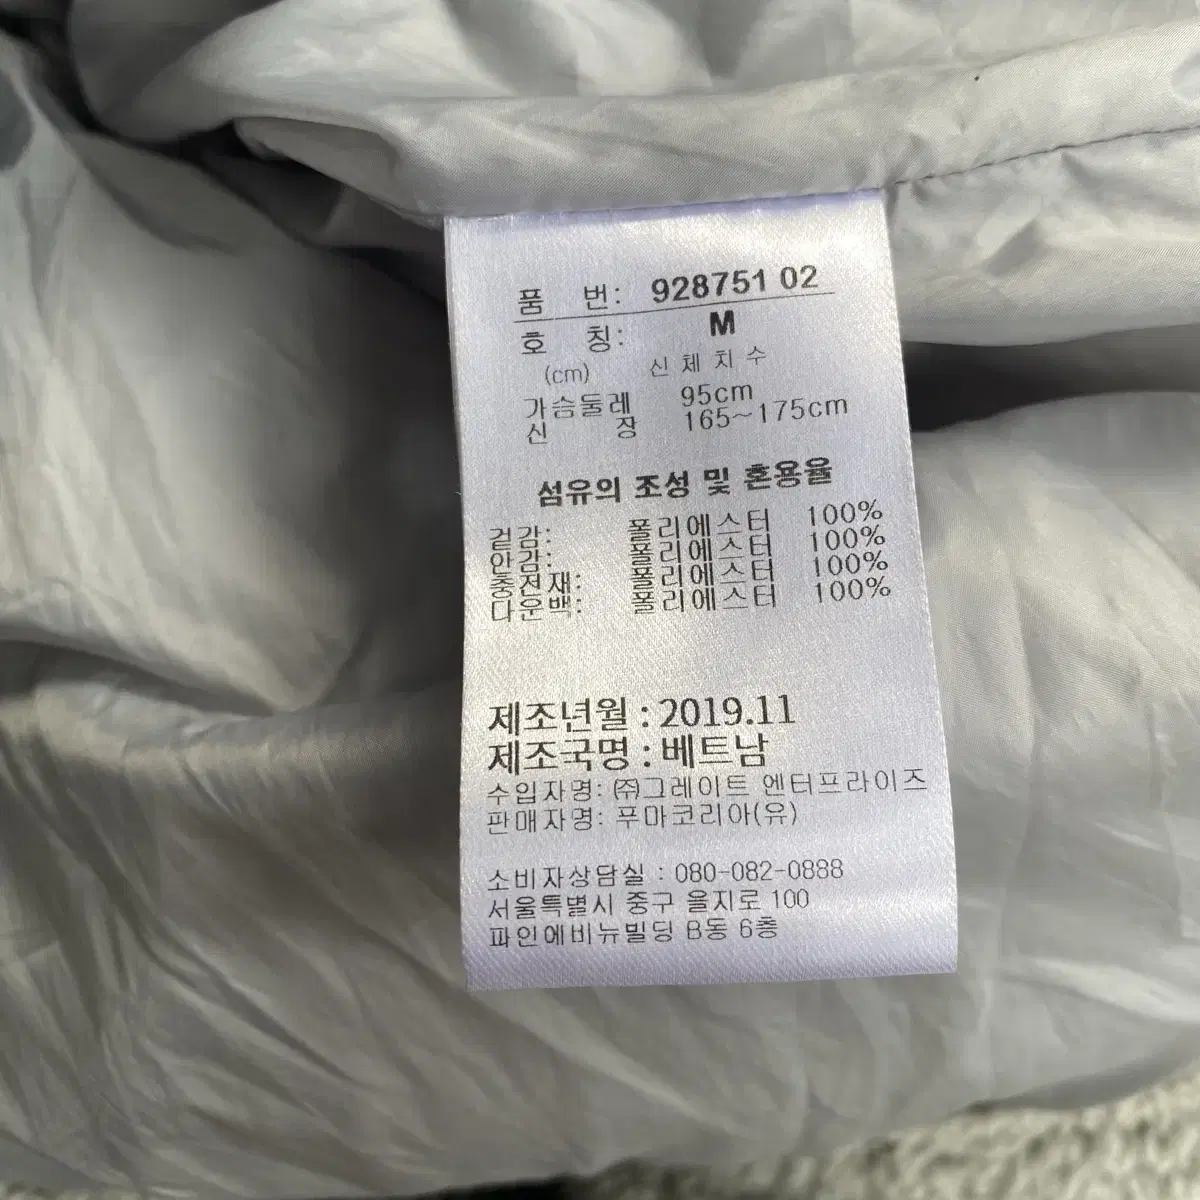 품 번: 928751 02
호 칭: M
(cm) 신체치수
가슴둘레 95cm
신 장 165~175cm
섬유의 조성 및 혼용율
겉감: 폴리에스터 100%
안감: 폴리에스터 100%
충전재: 폴리에스터 100%
다운백: 폴리에스터 100%
제조년월 : 2019.11
제조국명 : 베트남
수입자명: ㈜그레이트 엔터프라이즈
판매자명: 푸마코리아(유)
소비자상담실 : 080-082-0888
서울특별시 중구 을지로 100
파인에비뉴빌딩 B동 6층